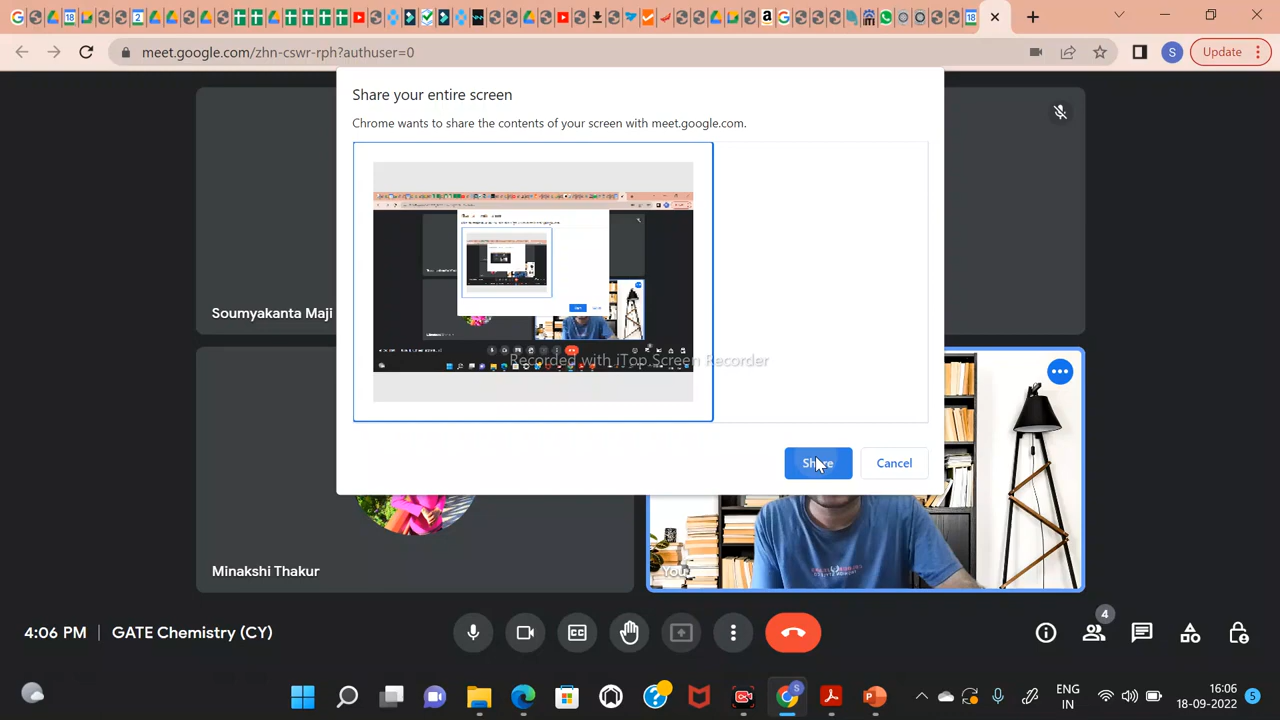 meet.google.com/zhn-cswr-rph?authuser=0
Update
Share your entire screen
Chrome wants to share the contents of your screen with meet.google.com.
Recorded with iTop Screen Recorder
Share
Cancel
Soumyakanta Maji
Minakshi Thakur
You
4:06 PM
GATE Chemistry (CY)
4
ENG
IN
16:06
18-09-2022
5